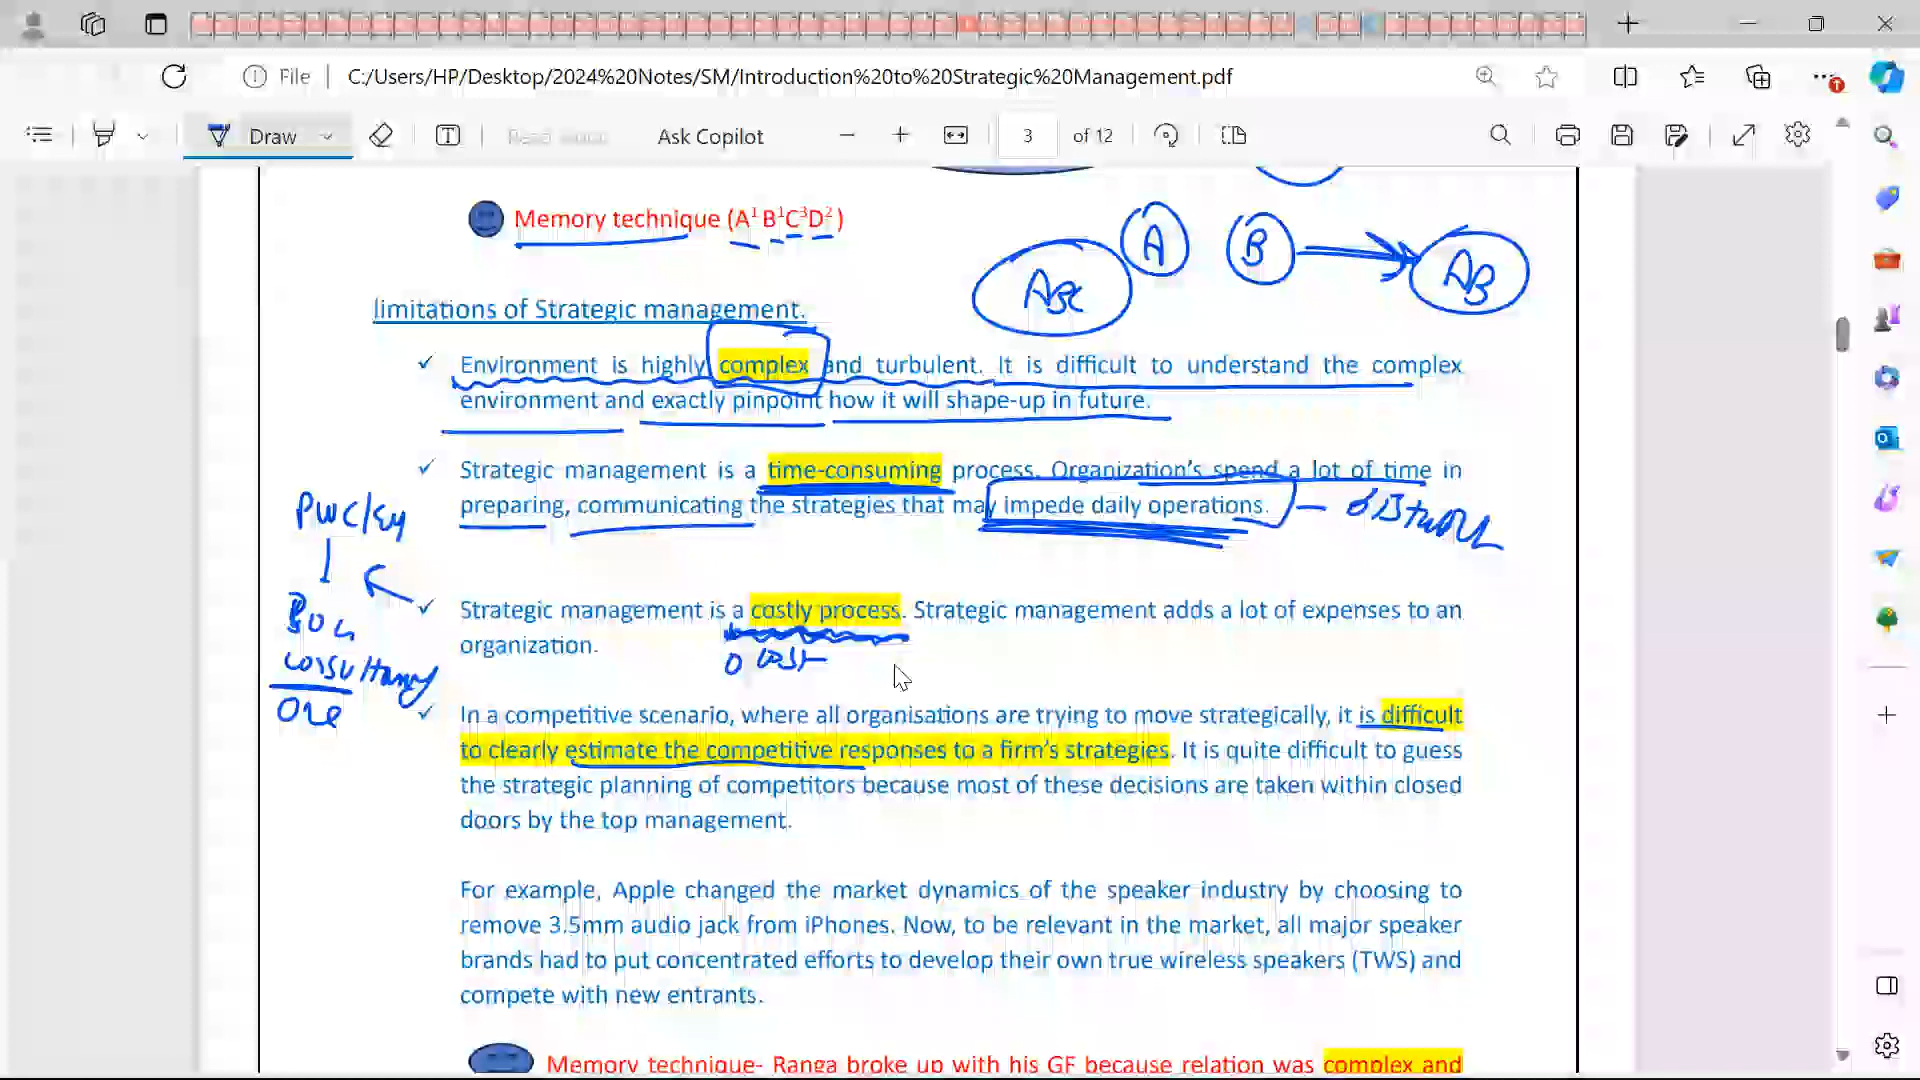 File C:/Users/HP/Desktop/2024%20Notes/SM/Introduction%20to%20Strategic%20Management.pdf
Draw Ask Copilot 3 of 12
Memory technique (A¹B¹C³D²)
A B AB
ABC
limitations of Strategic management.
✓ Environment is highly complex and turbulent. It is difficult to understand the complex
environment and exactly pinpoint how it will shape-up in future.
✓ Strategic management is a time-consuming process. Organization's spend a lot of time in
preparing, communicating the strategies that may impede daily operations.
PWC/EY
✓ Strategic management is a costly process. Strategic management adds a lot of expenses to an
organization.
cost
consultancy
✓ In a competitive scenario, where all organisations are trying to move strategically, it is difficult
to clearly estimate the competitive responses to a firm's strategies. It is quite difficult to guess
the strategic planning of competitors because most of these decisions are taken within closed
doors by the top management.
For example, Apple changed the market dynamics of the speaker industry by choosing to
remove 3.5mm audio jack from iPhones. Now, to be relevant in the market, all major speaker
brands had to put concentrated efforts to develop their own true wireless speakers (TWS) and
compete with new entrants.
Memory technique- Ranga broke up with his GF because relation was complex and